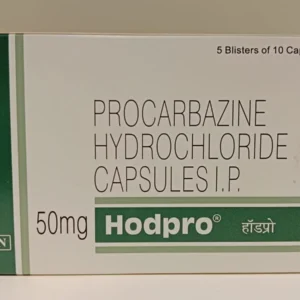 5 Blisters of 10 Cap
PROCARBAZINE
HYDROCHLORIDE
CAPSULES I.P.
50mg Hodpro® हॉडप्रो